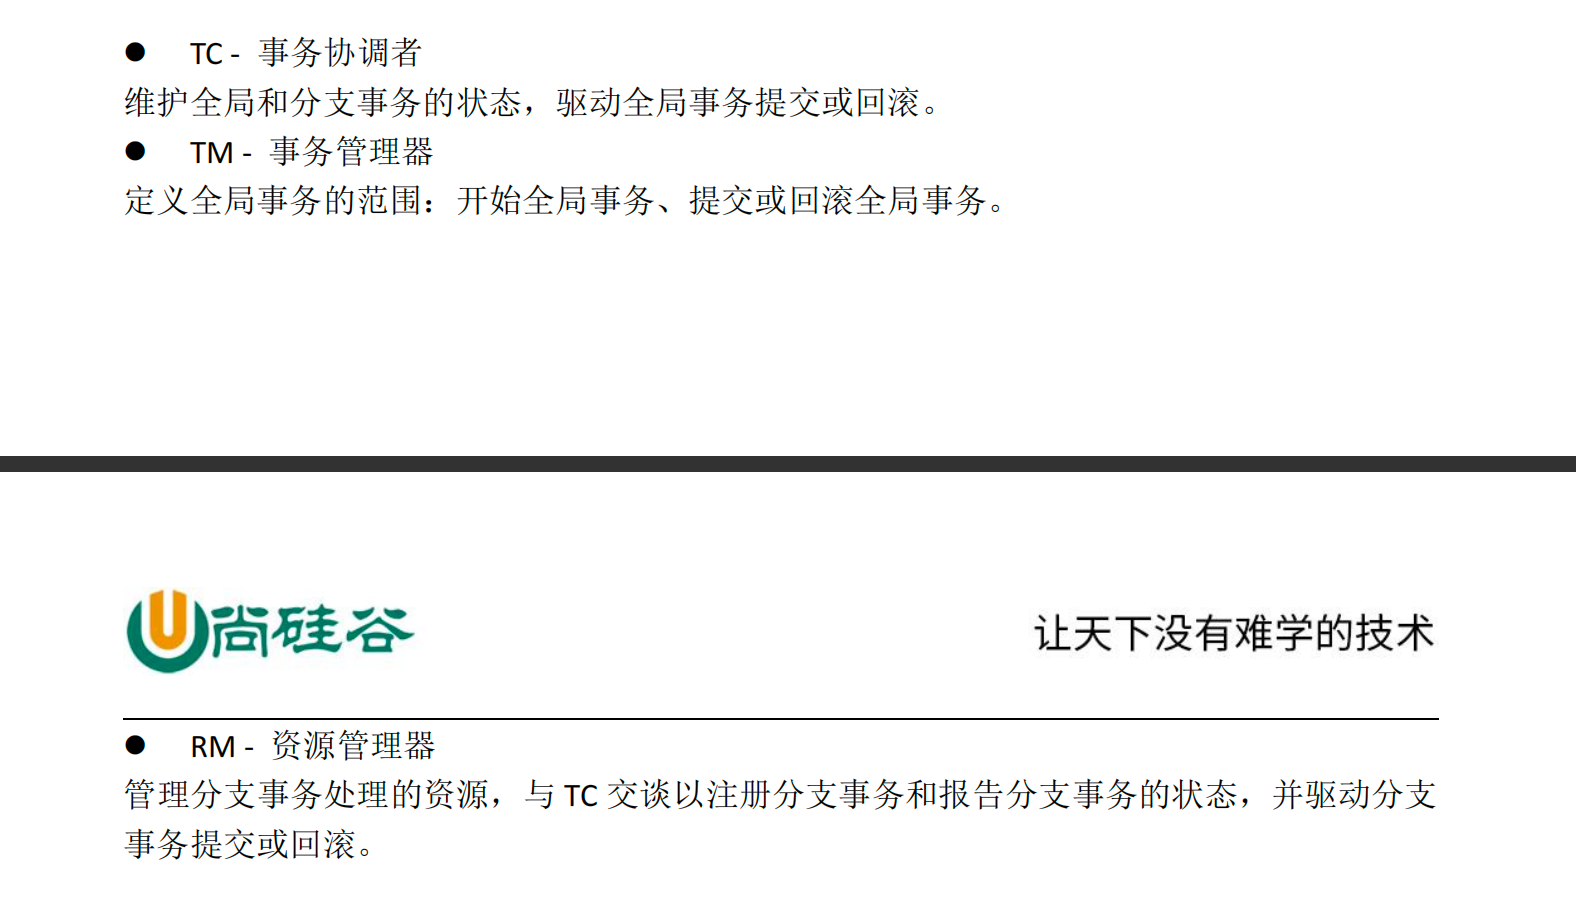 ● TC - 事务协调者
维护全局和分支事务的状态，驱动全局事务提交或回滚。
● TM - 事务管理器
定义全局事务的范围：开始全局事务、提交或回滚全局事务。
尚硅谷
让天下没有难学的技术
● RM - 资源管理器
管理分支事务处理的资源，与 TC 交谈以注册分支事务和报告分支事务的状态，并驱动分支
事务提交或回滚。